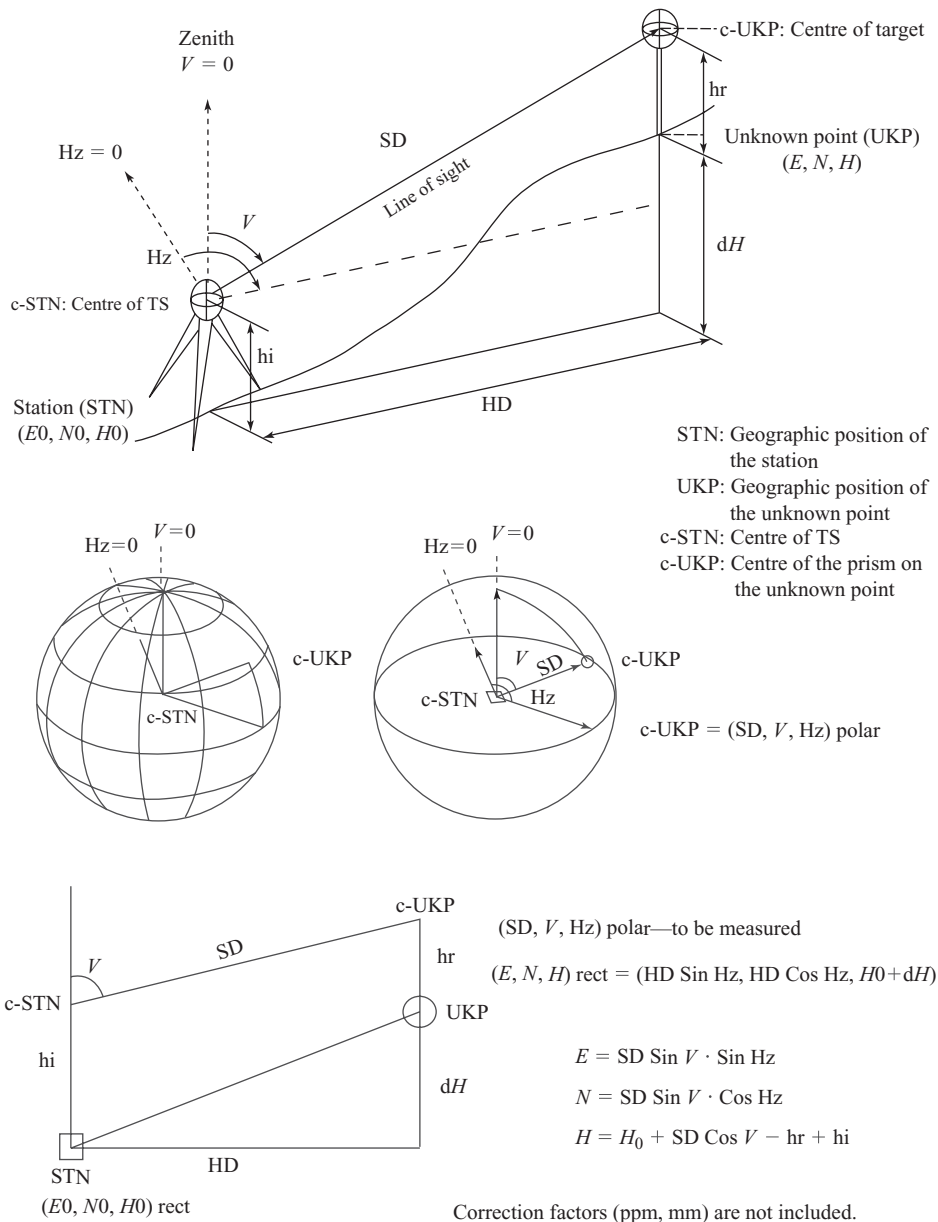 Zenith
V = 0
c-UKP: Centre of target
hr
Hz = 0
SD
Unknown point (UKP)
(E, N, H)
Line of sight
V
Hz
dH
c-STN: Centre of TS
hi
HD
Station (STN)
(E0, N0, H0)
STN: Geographic position of
the station
UKP: Geographic position of
the unknown point
c-STN: Centre of TS
c-UKP: Centre of the prism on
the unknown point
Hz=0
V=0
c-UKP
c-STN
Hz=0
V=0
V
SD
c-UKP
c-STN
Hz
c-UKP = (SD, V, Hz) polar
c-UKP
SD
V
hr
c-STN
UKP
hi
dH
STN
HD
(E0, N0, H0) rect
(SD, V, Hz) polar—to be measured
(E, N, H) rect = (HD Sin Hz, HD Cos Hz, H0+dH)
E = SD Sin V · Sin Hz
N = SD Sin V · Cos Hz
H = H₀ + SD Cos V − hr + hi
Correction factors (ppm, mm) are not included.